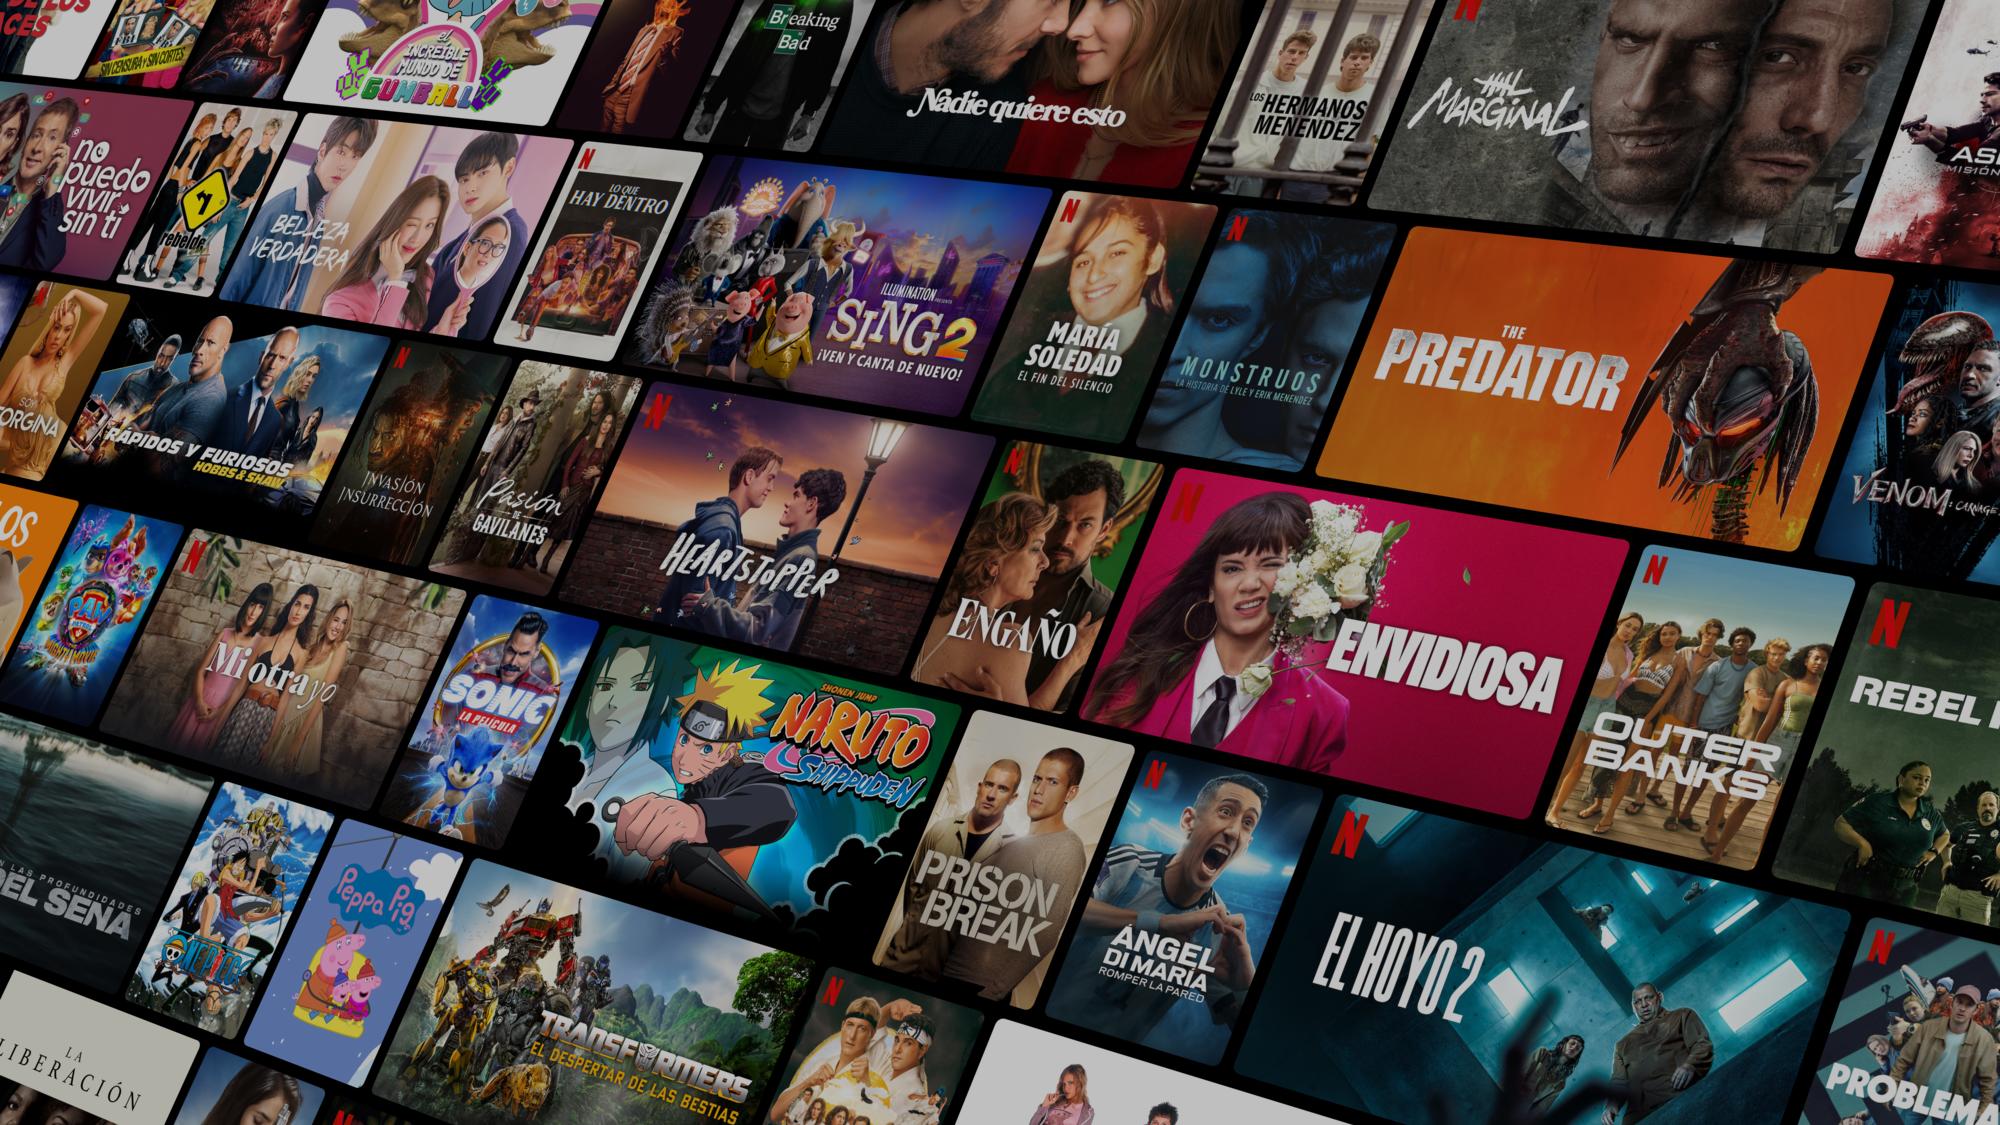 DE LOS
ACES
SIN CENSURA y SIN CORTES
el
INCREÍBLE
MUNDO DE
GUMBALL
Breaking
Bad
Nadie quiere esto
LOS HERMANOS
MENENDEZ
N
MARGINAL
AS
MISIÓN
no
puedo
vivir
sin ti
rebelde
BELLEZA
VERDADERA
N
LO QUE
HAY DENTRO
ILLUMINATION
SING 2
¡VEN Y CANTA DE NUEVO!
N
MARÍA
SOLEDAD
EL FIN DEL SILENCIO
N
MONSTRUOS
LA HISTORIA DE LYLE Y ERIK MENENDEZ
THE
PREDATOR
VENOM: CARNAGE
SOY
EORGINA
RÁPIDOS Y FURIOSOS
HOBBS & SHAW
N
INVASIÓN
INSURRECCIÓN
Pasión
DE
GAVILANES
N
HEARTSTOPPER
N
ENGAÑO
N
ENVIDIOSA
N
OUTER
BANKS
N
REBEL
OS
PAW
PATROL
MIGHTY MOVIE
N
Mi otra yo
SONIC
LA PELÍCULA
SHONEN JUMP
NARUTO
SHIPPUDEN
PRISON
BREAK
N
ÁNGEL
DI MARÍA
ROMPER LA PARED
N
EL HOYO 2
N
PROBLEMA
N LAS PROFUNDIDADES
DEL SENA
ONE PIECE
Peppa Pig
TRANSFORMERS
EL DESPERTAR DE LAS BESTIAS
N
LA
LIBERACIÓN